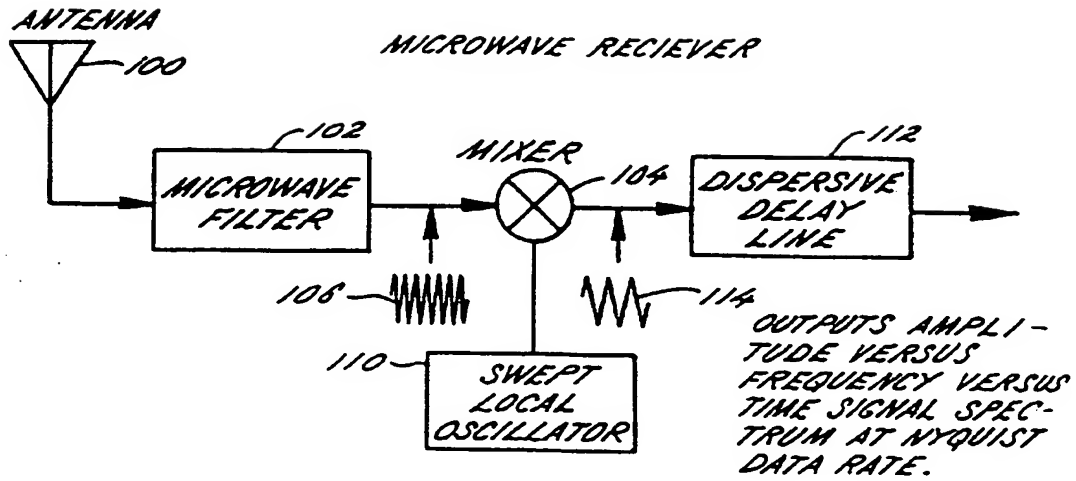 ANTENNA
100
MICROWAVE RECIEVER
102
MICROWAVE
FILTER
MIXER
104
112
DISPERSIVE
DELAY
LINE
106
114
110
SWEPT
LOCAL
OSCILLATOR
OUTPUTS AMPLI-
TUDE VERSUS
FREQUENCY VERSUS
TIME SIGNAL SPEC-
TRUM AT NYQUIST
DATA RATE.